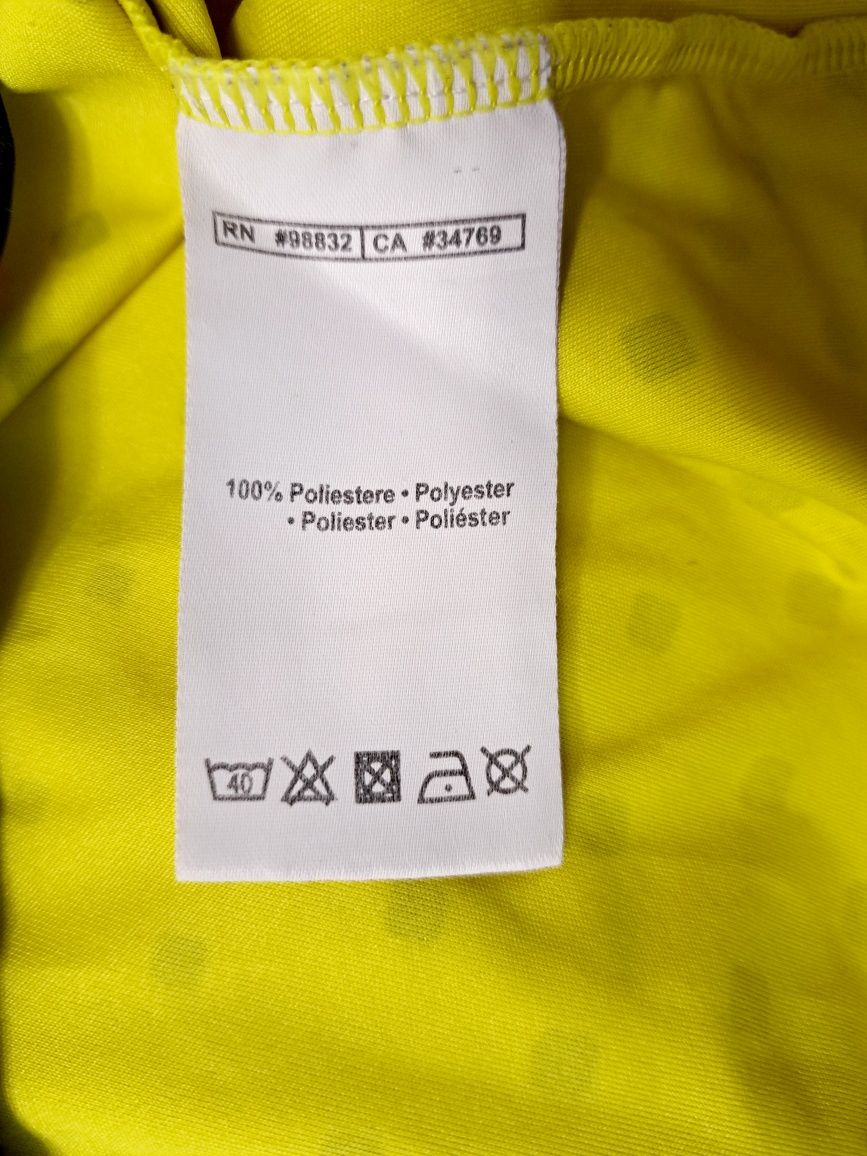 RN #98832 CA #34769
100% Poliestere • Polyester
• Poliester • Poliéster
40